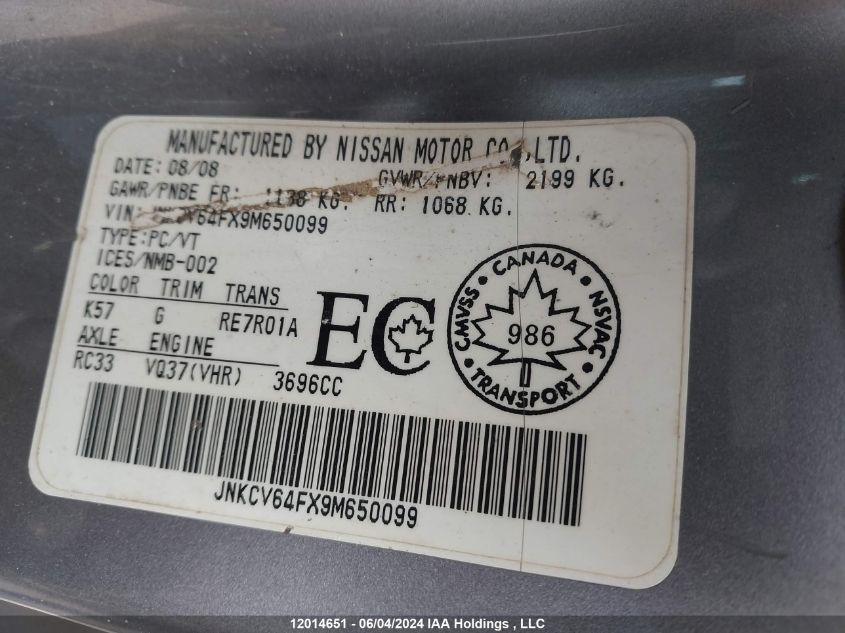 MANUFACTURED BY NISSAN MOTOR CO.,LTD.
DATE: 08/08 GVWR/PNBV: 2199 KG.
GAWR/PNBE FR: 1138 KG. RR: 1068 KG.
VIN: CV64FX9M650099
TYPE:PC/VT
ICES/NMB-002
COLOR TRIM TRANS
K57 G RE7R01A
AXLE ENGINE
RC33 VQ37(VHR) 3696CC
EC
CANADA
CMVSS • NSVAC
986
TRANSPORT
JNKCV64FX9M650099
12014651 - 06/04/2024 IAA Holdings , LLC